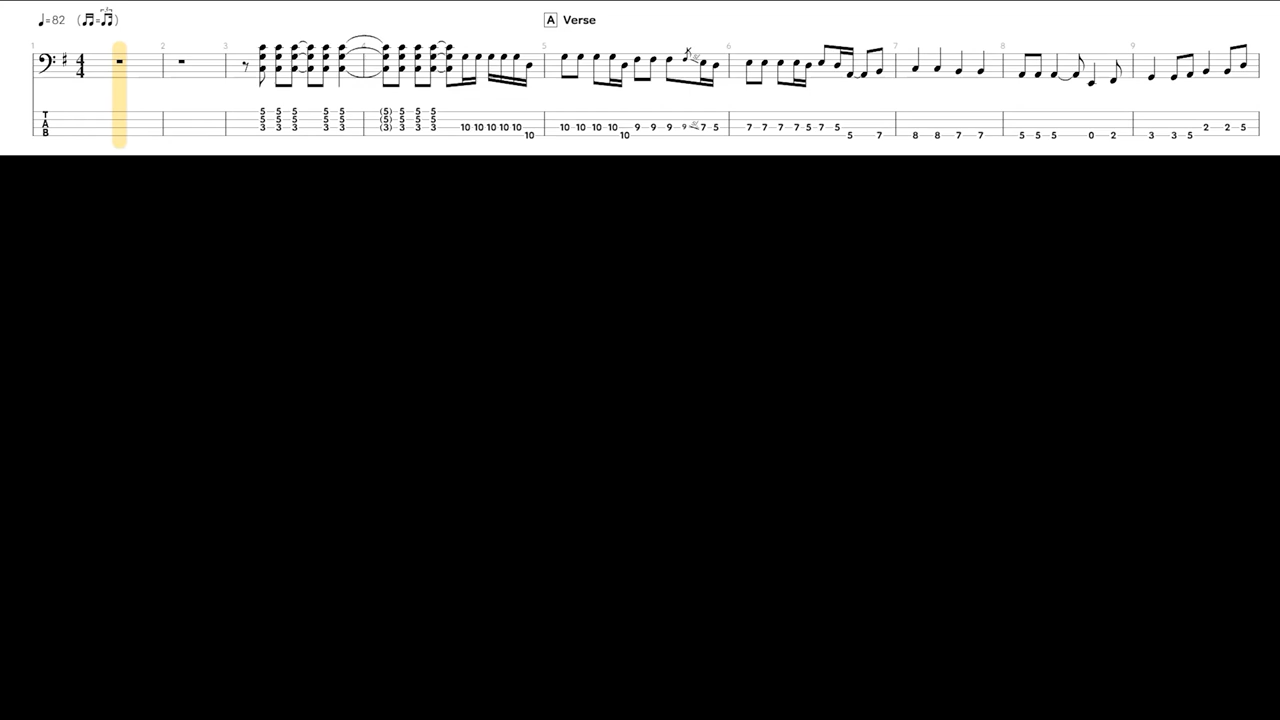 ♩=82 (♫=♫)
A Verse
1 2 3 4 5 6 7 8 9
4
4
T 5 5 5 5 5 (5) 5 5 5
A 5 5 5 5 5 (5) 5 5 5
B 3 3 3 3 3 (3) 3 3 3 10 10 10 10 10 10 10 10 10 9 9 9 9 7 5 7 7 7 7 5 7 5 2 2 5
10 10 5 7 8 8 7 7 5 5 5 0 2 3 3 5